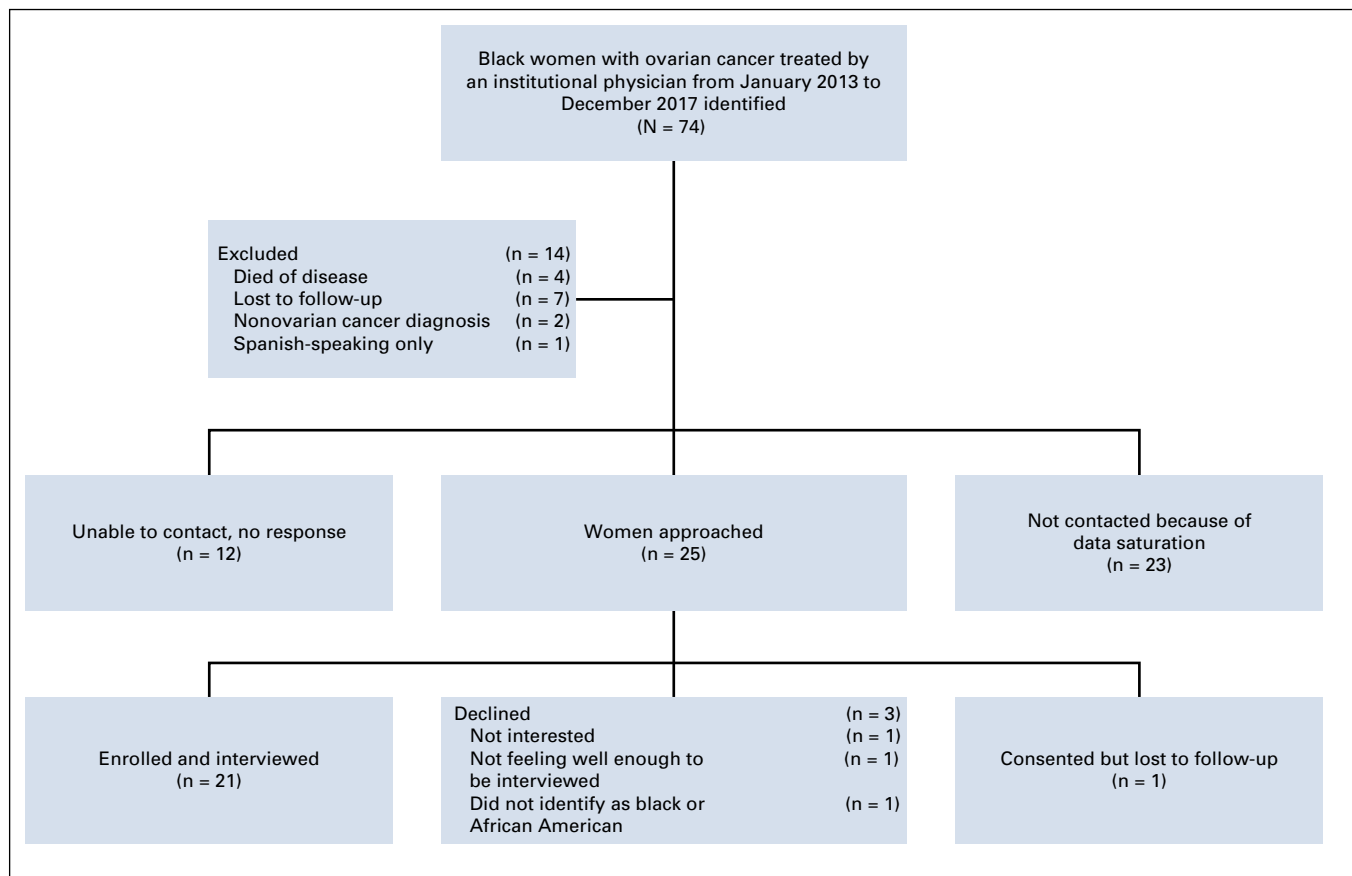 Black women with ovarian cancer treated by
an institutional physician from January 2013 to
December 2017 identified
(N = 74)
Excluded (n = 14)
Died of disease (n = 4)
Lost to follow-up (n = 7)
Nonovarian cancer diagnosis (n = 2)
Spanish-speaking only (n = 1)
Unable to contact, no response
(n = 12)
Women approached
(n = 25)
Not contacted because of
data saturation
(n = 23)
Enrolled and interviewed
(n = 21)
Declined (n = 3)
Not interested (n = 1)
Not feeling well enough to (n = 1)
be interviewed
Did not identify as black or (n = 1)
African American
Consented but lost to follow-up
(n = 1)